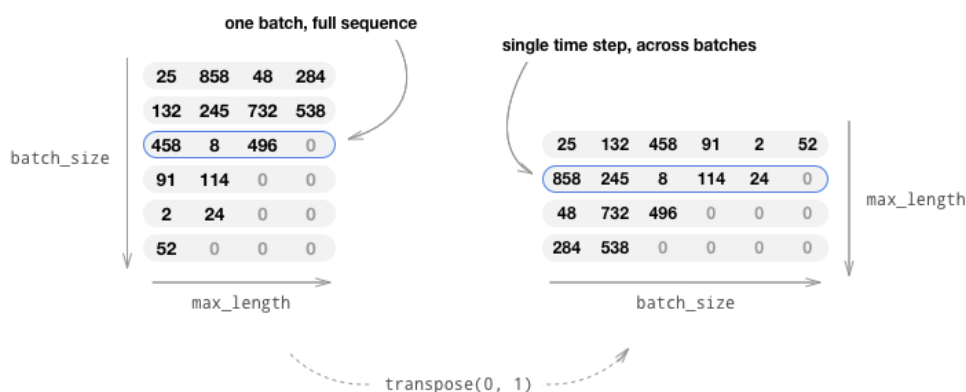 one batch, full sequence
single time step, across batches
batch_size
25 858 48 284
132 245 732 538
458 8 496 0
91 114 0 0
2 24 0 0
52 0 0 0
max_length
25 132 458 91 2 52
858 245 8 114 24 0
48 732 496 0 0 0
284 538 0 0 0 0
max_length
batch_size
transpose(0, 1)